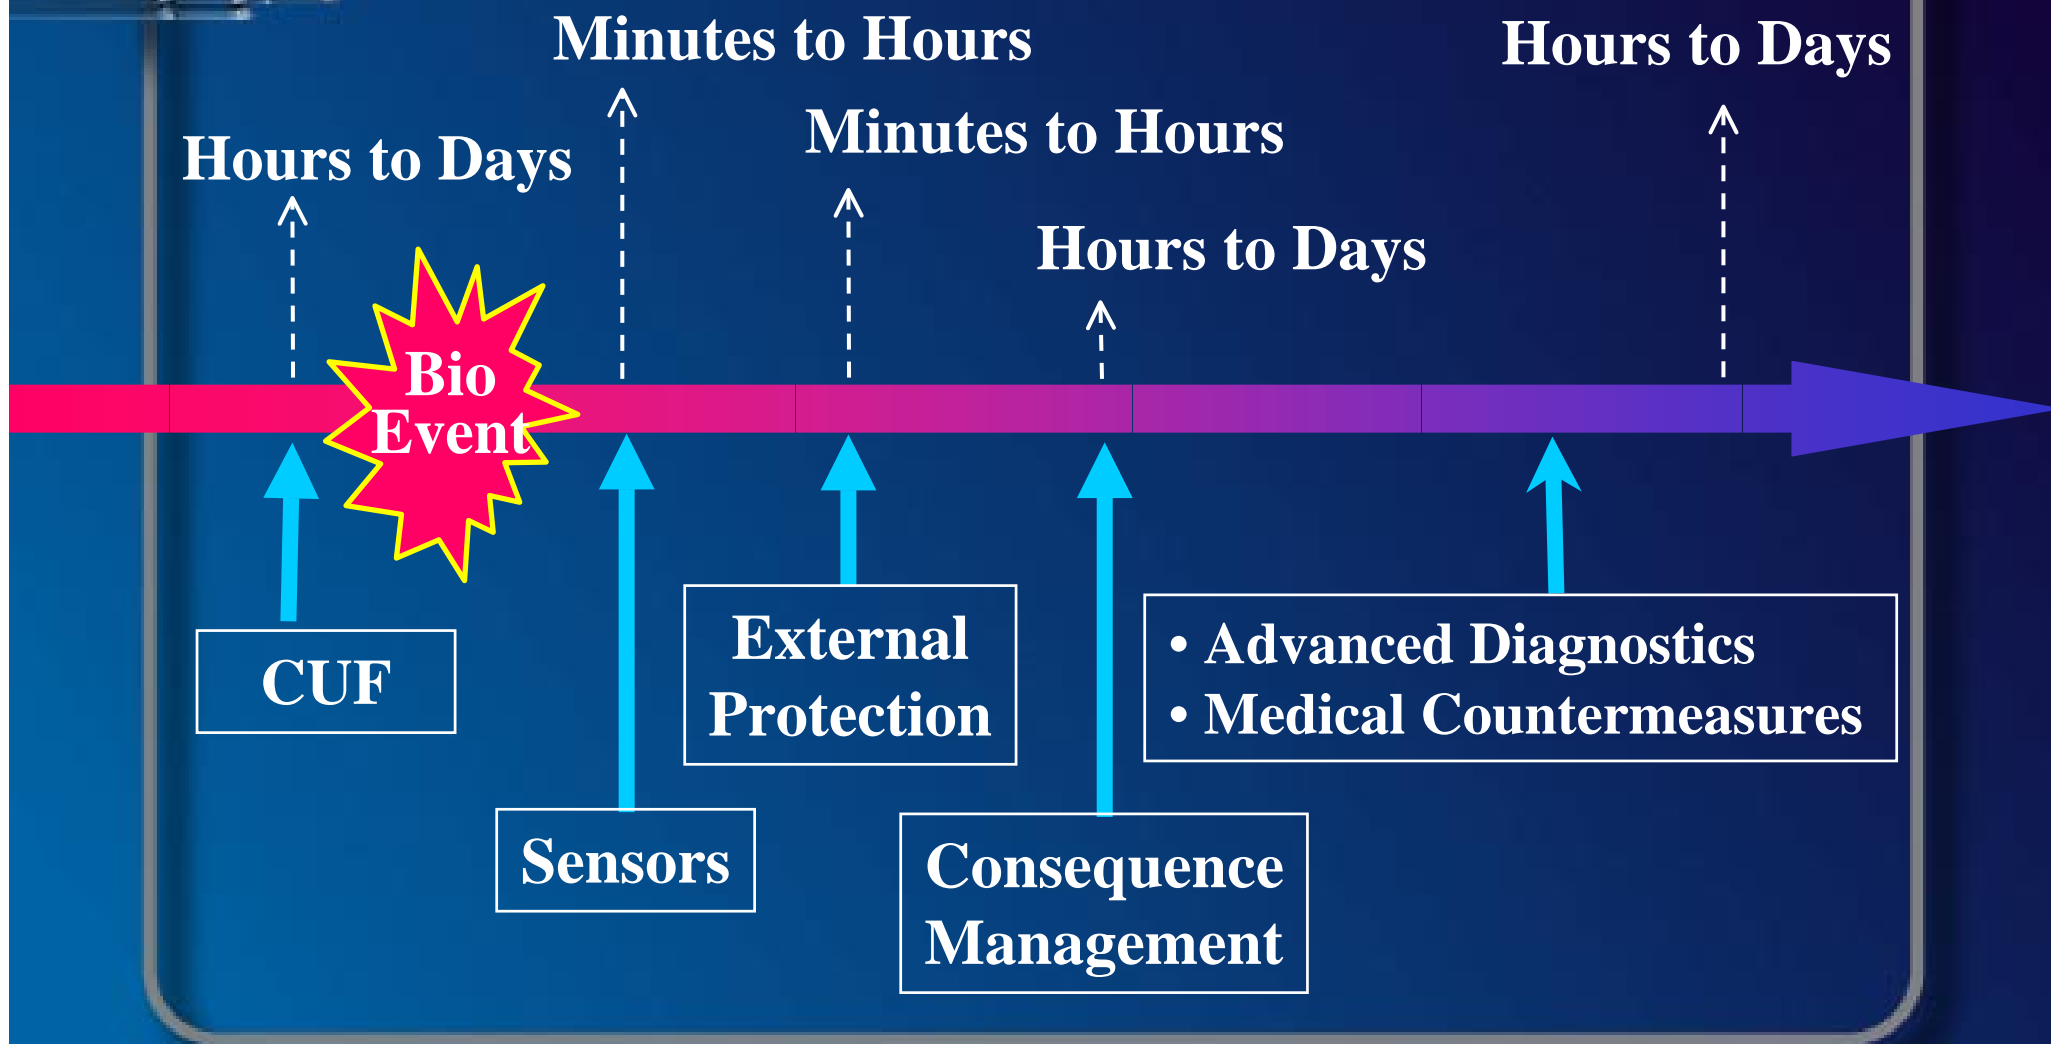 Minutes to Hours
Hours to Days
Minutes to Hours
Hours to Days
Hours to Days
Bio
Event
External
Protection
• Advanced Diagnostics
• Medical Countermeasures
CUF
Sensors
Consequence
Management